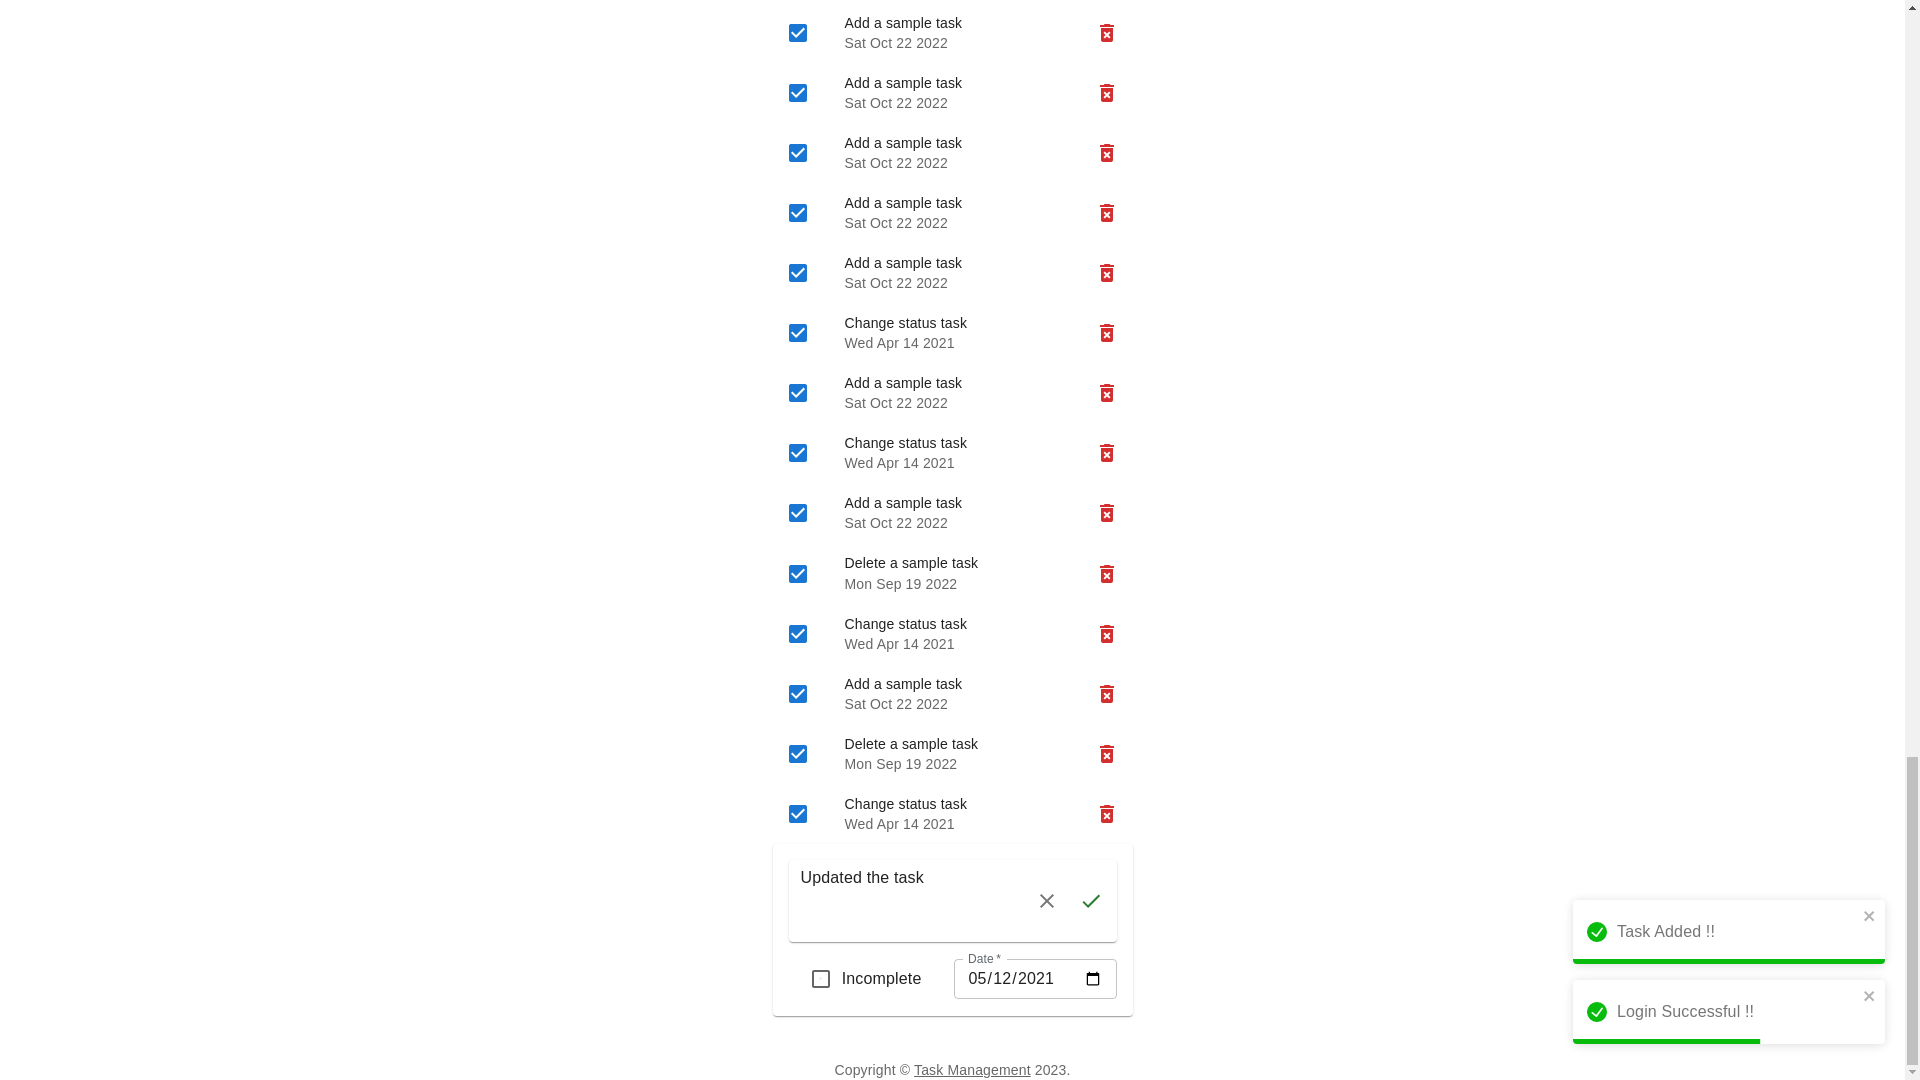 Add a sample task
Sat Oct 22 2022
Add a sample task
Sat Oct 22 2022
Add a sample task
Sat Oct 22 2022
Add a sample task
Sat Oct 22 2022
Add a sample task
Sat Oct 22 2022
Change status task
Wed Apr 14 2021
Add a sample task
Sat Oct 22 2022
Change status task
Wed Apr 14 2021
Add a sample task
Sat Oct 22 2022
Delete a sample task
Mon Sep 19 2022
Change status task
Wed Apr 14 2021
Add a sample task
Sat Oct 22 2022
Delete a sample task
Mon Sep 19 2022
Change status task
Wed Apr 14 2021
Updated the task
Incomplete
Date *
05/12/2021
Task Added !!
Login Successful !!
Copyright © Task Management 2023.